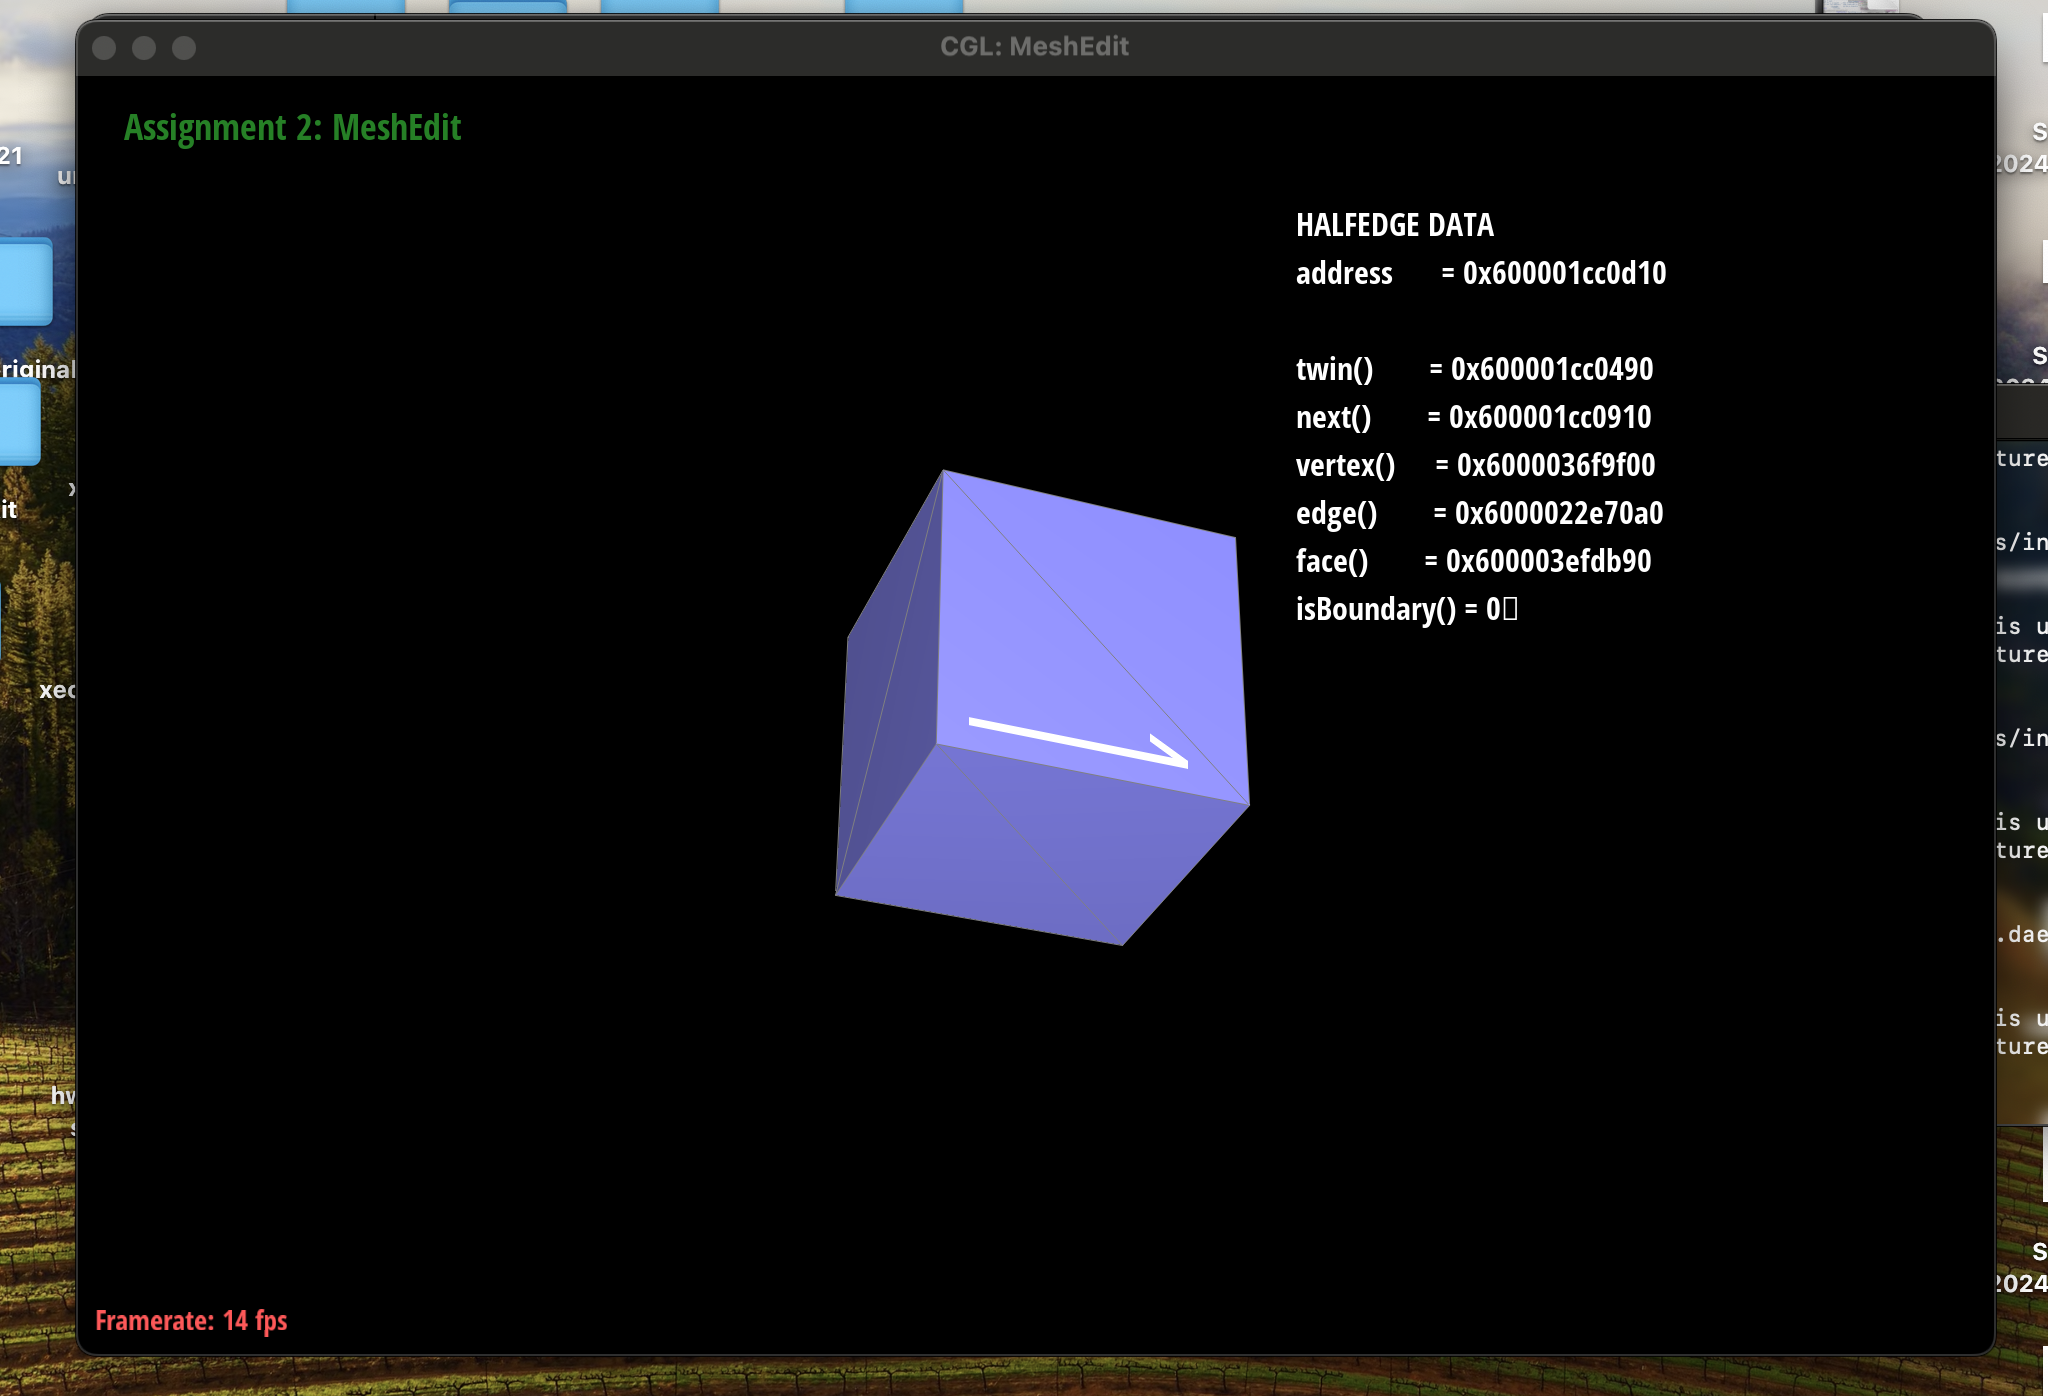 CGL: MeshEdit
Assignment 2: MeshEdit
HALFEDGE DATA
address = 0x600001cc0d10
twin() = 0x600001cc0490
next() = 0x600001cc0910
vertex() = 0x6000036f9f00
edge() = 0x6000022e70a0
face() = 0x600003efdb90
isBoundary() = 0
Framerate: 14 fps
21
riginal
it
xec
hw
S
2024
S
ture
s/in
is u
ture
s/in
is u
ture
.dae
is u
ture
S
2024